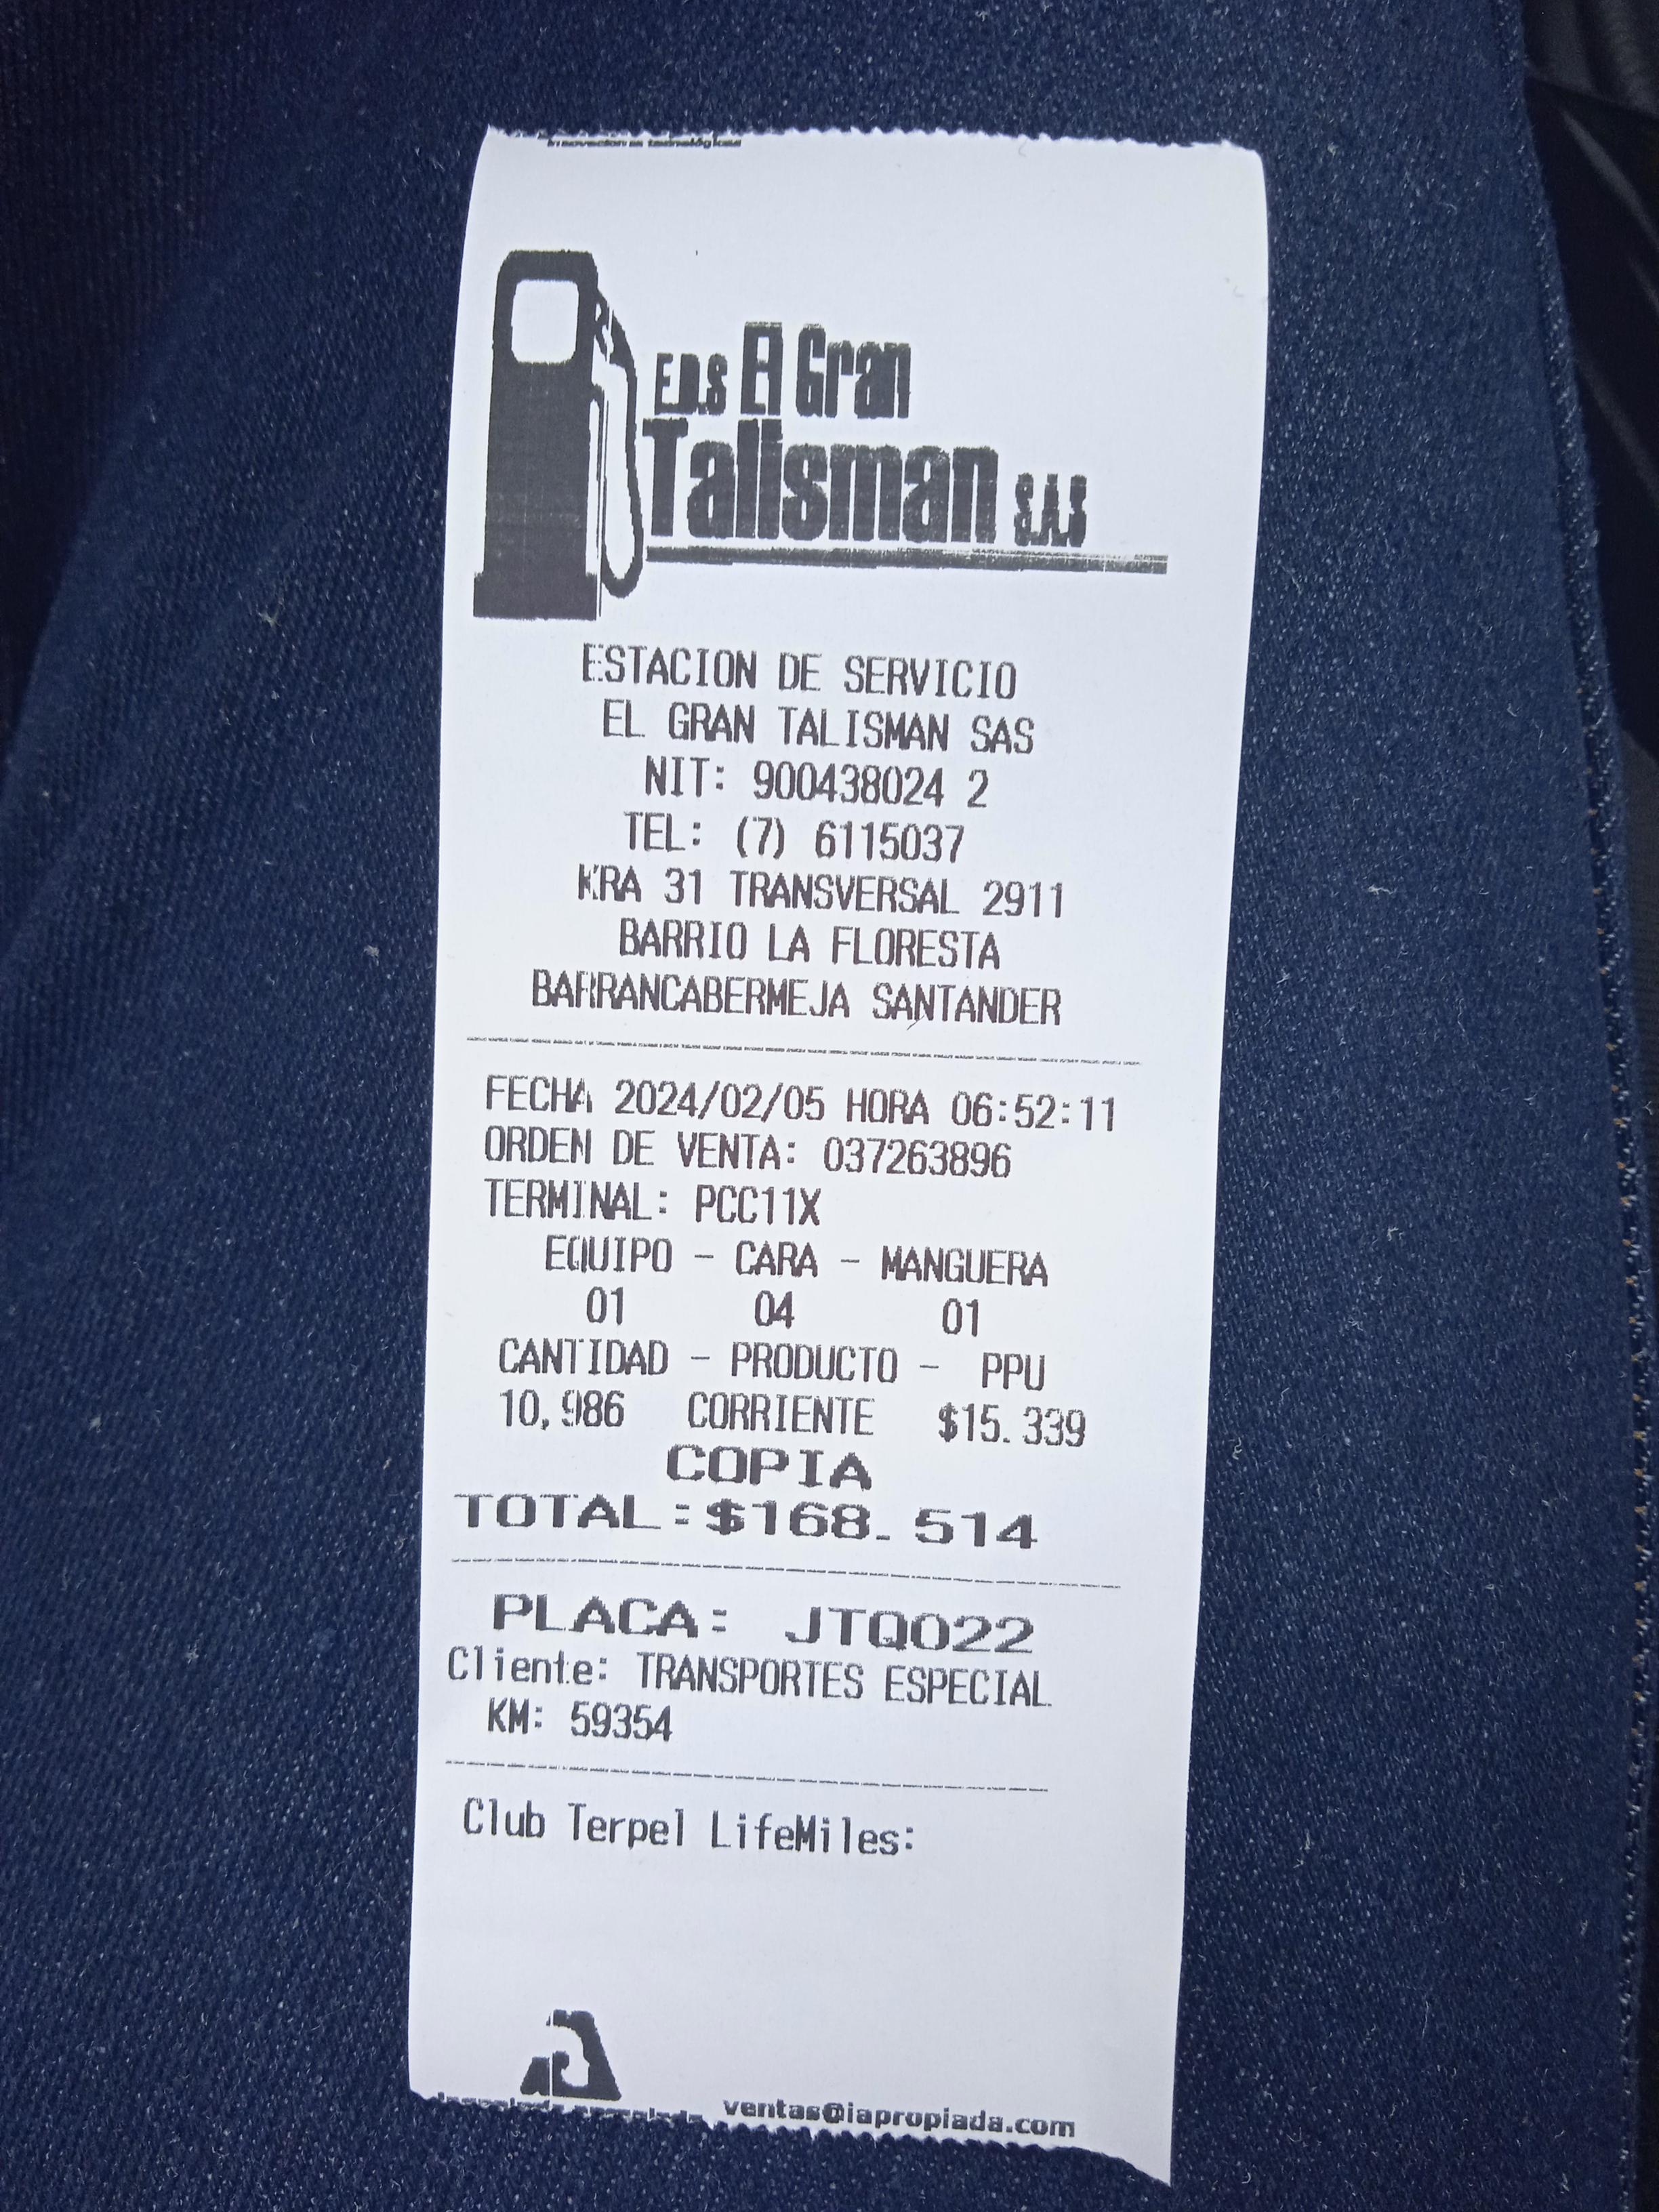 innovaciones tecnológicas
E.D.S El Gran
Talisman S.A.S
ESTACION DE SERVICIO
EL GRAN TALISMAN SAS
NIT: 900438024 2
TEL: (7) 6115037
KRA 31 TRANSVERSAL 2911
BARRIO LA FLORESTA
BARRANCABERMEJA SANTANDER
FECHA 2024/02/05 HORA 06:52:11
ORDEN DE VENTA: 037263896
TERMINAL: PCC11X
EQUIPO - CARA - MANGUERA
01 04 01
CANTIDAD - PRODUCTO - PPU
10,986 CORRIENTE $15.339
COPIA
TOTAL:$168.514
PLACA: JTQ022
Cliente: TRANSPORTES ESPECIAL
KM: 59354
Club Terpel LifeMiles:
ventas@iapropiada.com